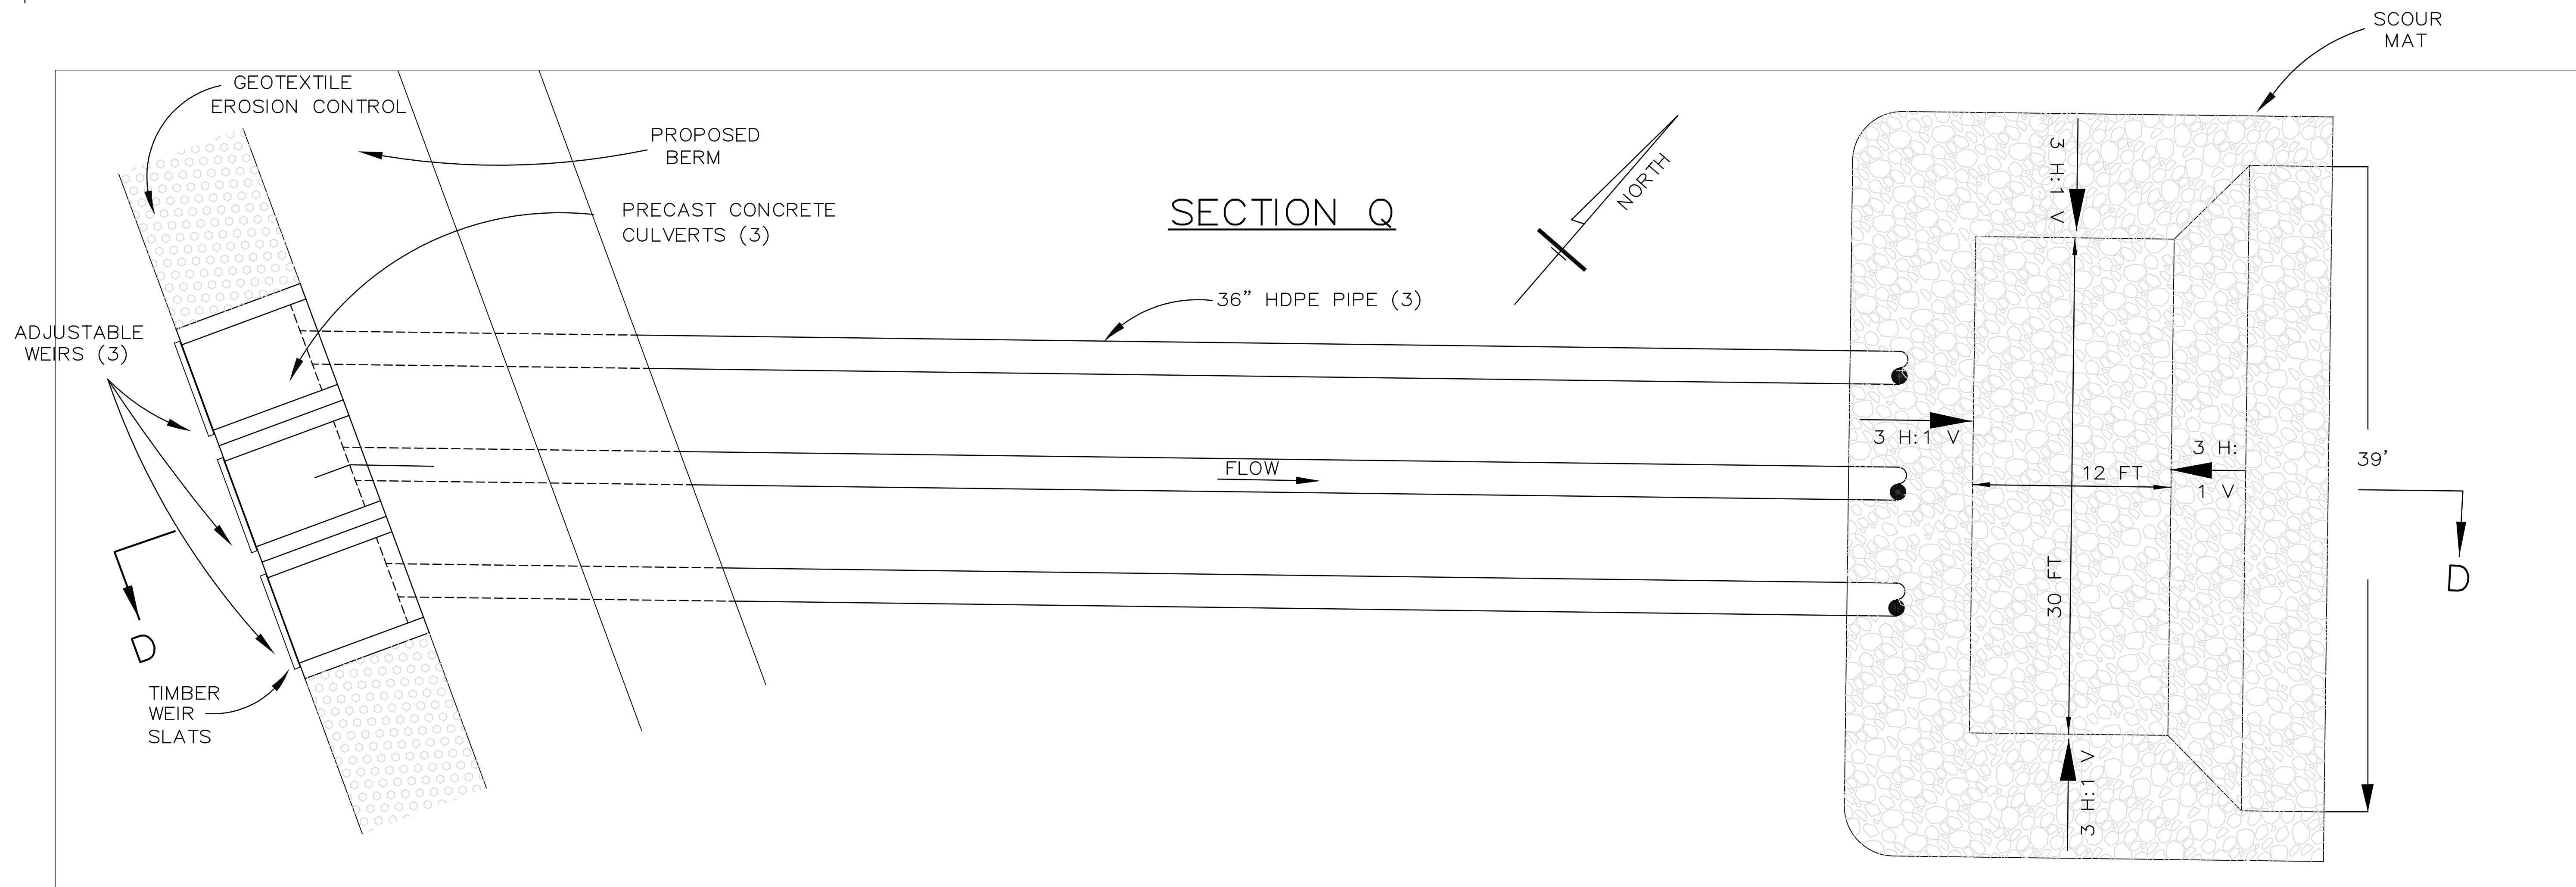 SCOUR
MAT
GEOTEXTILE
EROSION CONTROL
PROPOSED
BERM
PRECAST CONCRETE
CULVERTS (3)
SECTION Q
NORTH
3 H:1 V
36” HDPE PIPE (3)
ADJUSTABLE
WEIRS (3)
3 H:1 V
FLOW
12 FT
3 H:
1 V
39'
30 FT
D
D
TIMBER
WEIR
SLATS
3 H:1 V